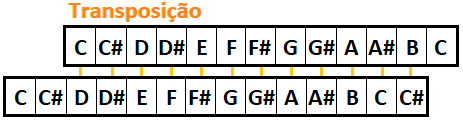 Transposição
C C# D D# E F F# G G# A A# B C
C C# D D# E F F# G G# A A# B C C#